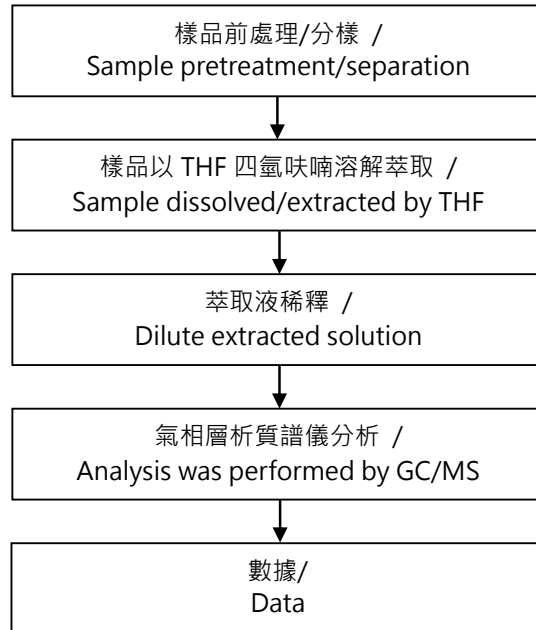 樣品前處理/分樣 /
Sample pretreatment/separation
樣品以 THF 四氫呋喃溶解萃取 /
Sample dissolved/extracted by THF
萃取液稀釋 /
Dilute extracted solution
氣相層析質譜儀分析 /
Analysis was performed by GC/MS
數據/
Data